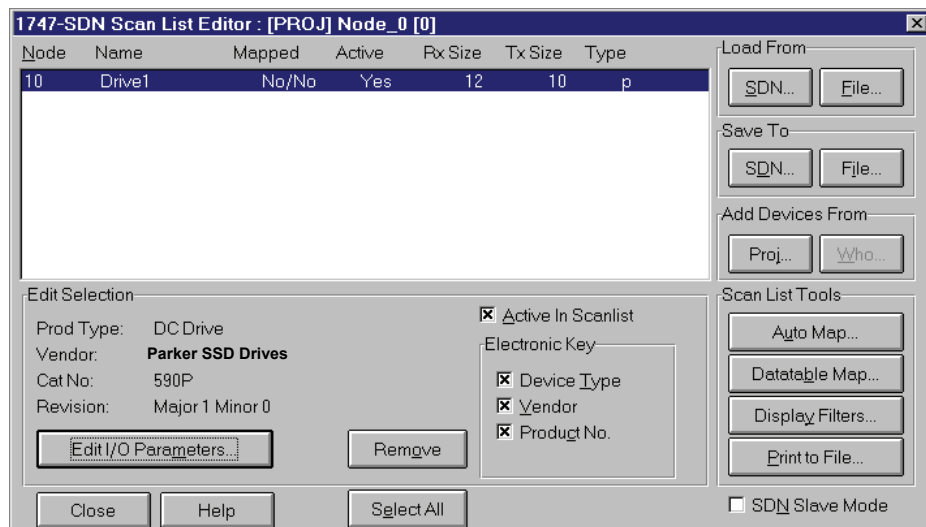 1747-SDN Scan List Editor : [PROJ] Node_0 [0]
Node Name Mapped Active Rx Size Tx Size Type
10 Drive1 No/No Yes 12 10 p
Load From
SDN... File...
Save To
SDN... File...
Add Devices From
Proj... Who...
Edit Selection
Prod Type: DC Drive
Vendor: Parker SSD Drives
Cat No: 590P
Revision: Major 1 Minor 0
Edit I/O Parameters...
Remove
Active In Scanlist
Electronic Key
Device Type
Vendor
Product No.
Scan List Tools
Auto Map...
Datatable Map...
Display Filters...
Print to File...
Close Help Select All
SDN Slave Mode